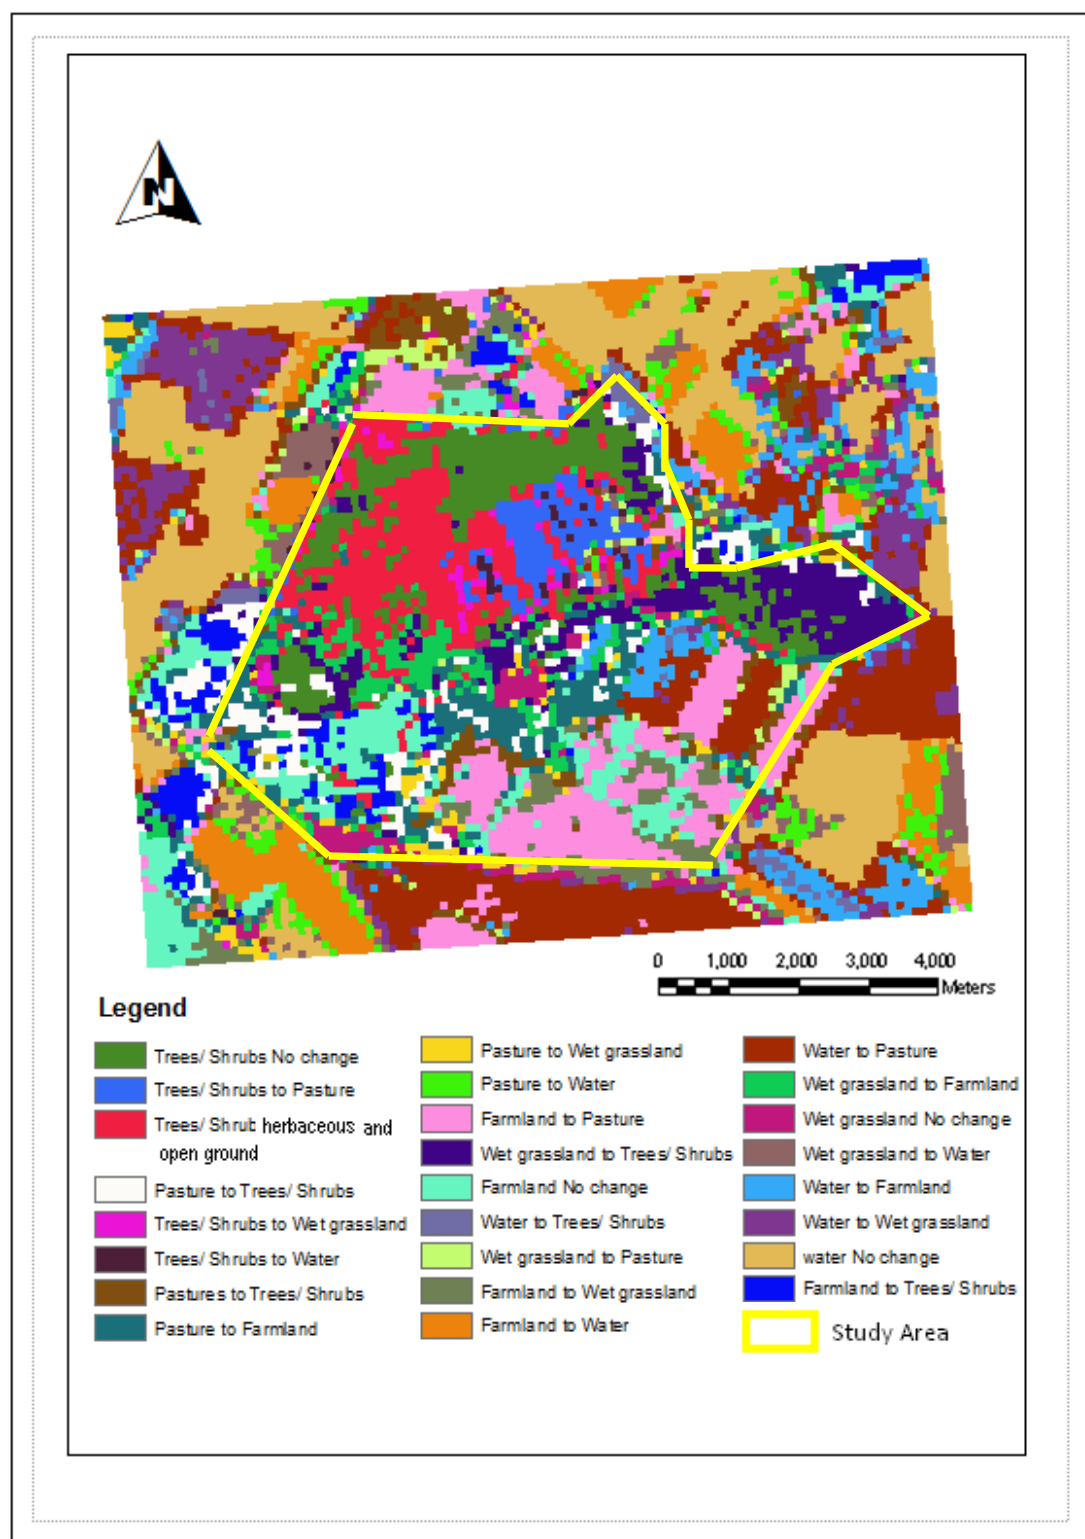 N
0 1,000 2,000 3,000 4,000
Meters
Legend
Trees/ Shrubs No change
Trees/ Shrubs to Pasture
Trees/ Shrub herbaceous and
open ground
Pasture to Trees/ Shrubs
Trees/ Shrubs to Wet grassland
Trees/ Shrubs to Water
Pastures to Trees/ Shrubs
Pasture to Farmland
Pasture to Wet grassland
Pasture to Water
Farmland to Pasture
Wet grassland to Trees/ Shrubs
Farmland No change
Water to Trees/ Shrubs
Wet grassland to Pasture
Farmland to Wet grassland
Farmland to Water
Water to Pasture
Wet grassland to Farmland
Wet grassland No change
Wet grassland to Water
Water to Farmland
Water to Wet grassland
water No change
Farmland to Trees/ Shrubs
Study Area